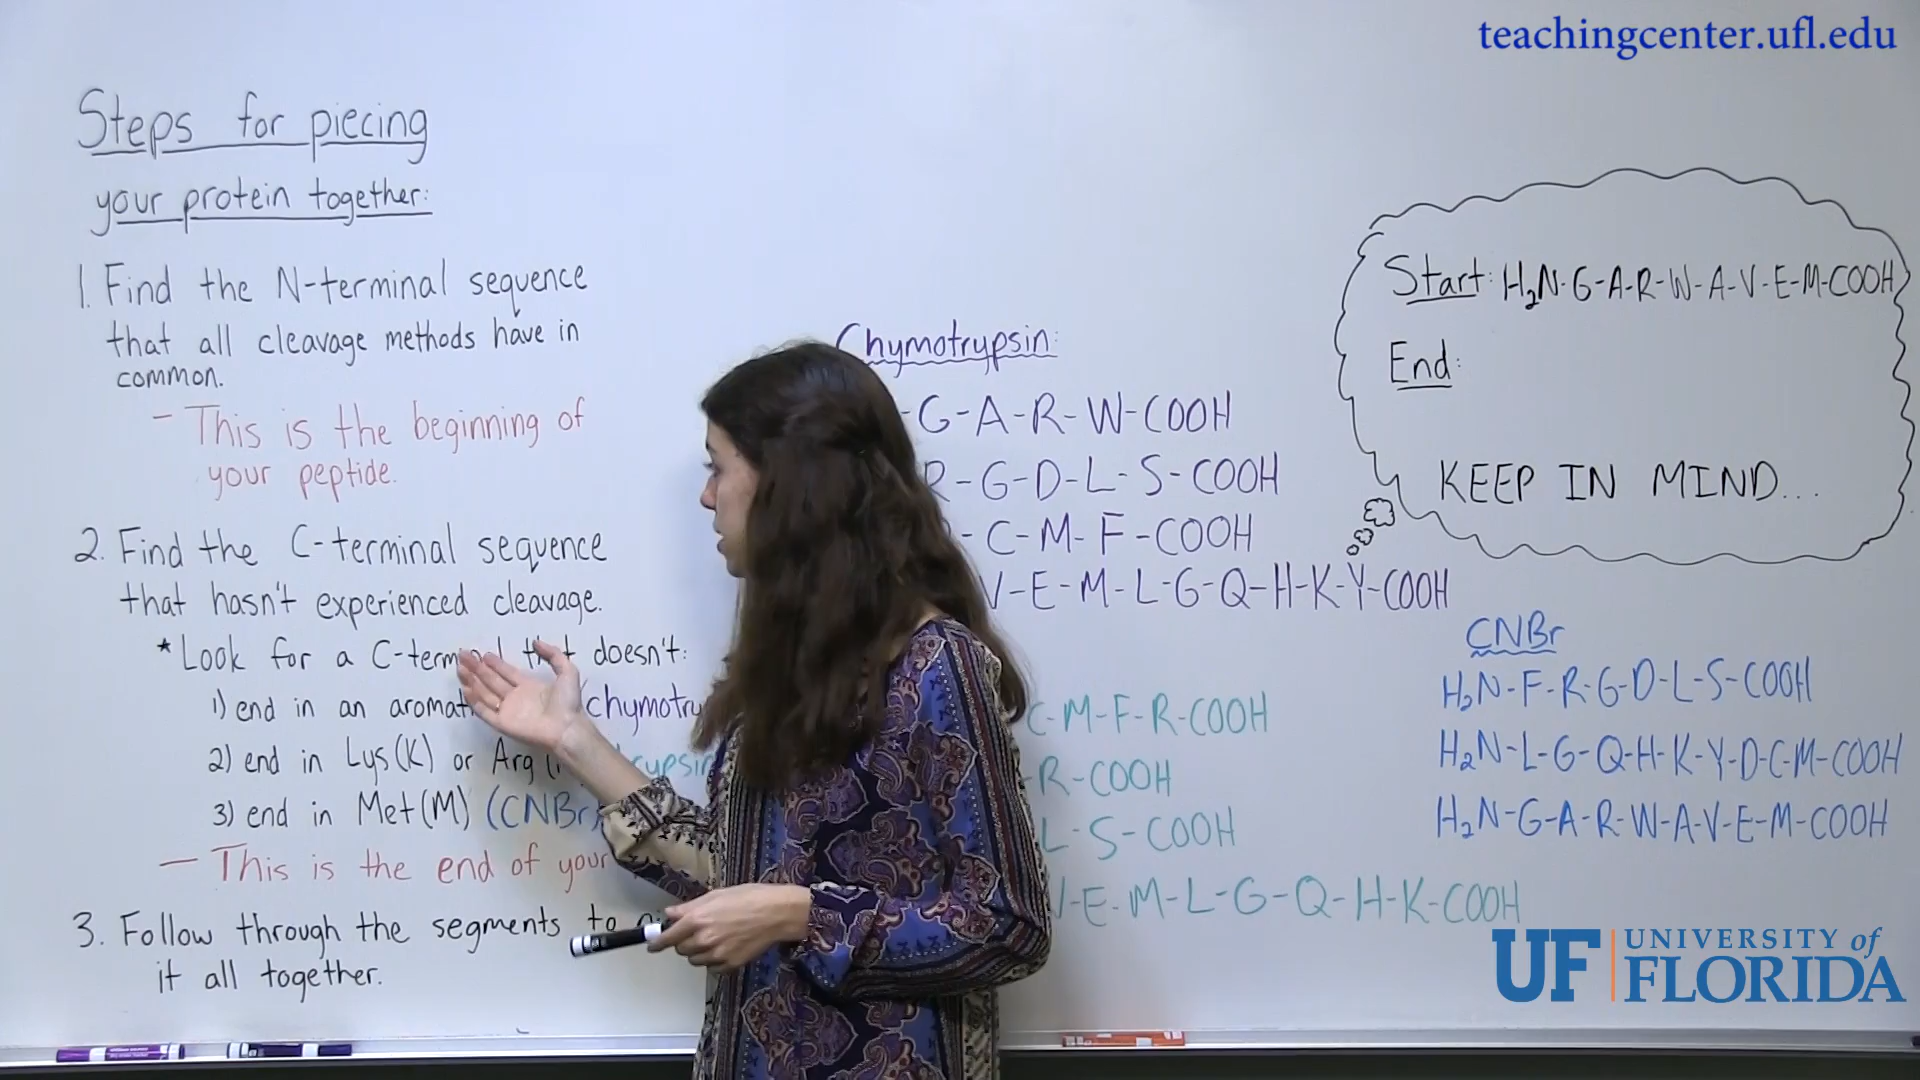 teachingcenter.ufl.edu
Steps for piecing
your protein together:
1. Find the N-terminal sequence
that all cleavage methods have in
common.
- This is the beginning of
your peptide.
2. Find the C-terminal sequence
that hasn't experienced cleavage.
* Look for a C-terminal that doesn't:
1) end in an (chymotry
2) end in Lys(K) or Arg
3) end in Met(M) (CNBr)
- This is the end of your
3. Follow through the segments to
it all together.
Chymotrypsin:
-G-A-R-W-COOH
R-G-D-L-S-COOH
-C-M-F-COOH
V-E-M-L-G-Q-H-K-Y-COOH
C-M-F-R-COOH
-R-COOH
L-S-COOH
V-E-M-L-G-Q-H-K-COOH
Start: H₂N-G-A-R-W-A-V-E-M-COOH
End:
KEEP IN MIND...
CNBr
H₂N-F-R-G-D-L-S-COOH
H₂N-L-G-Q-H-K-Y-D-C-M-COOH
H₂N-G-A-R-W-A-V-E-M-COOH
UF UNIVERSITY of
FLORIDA